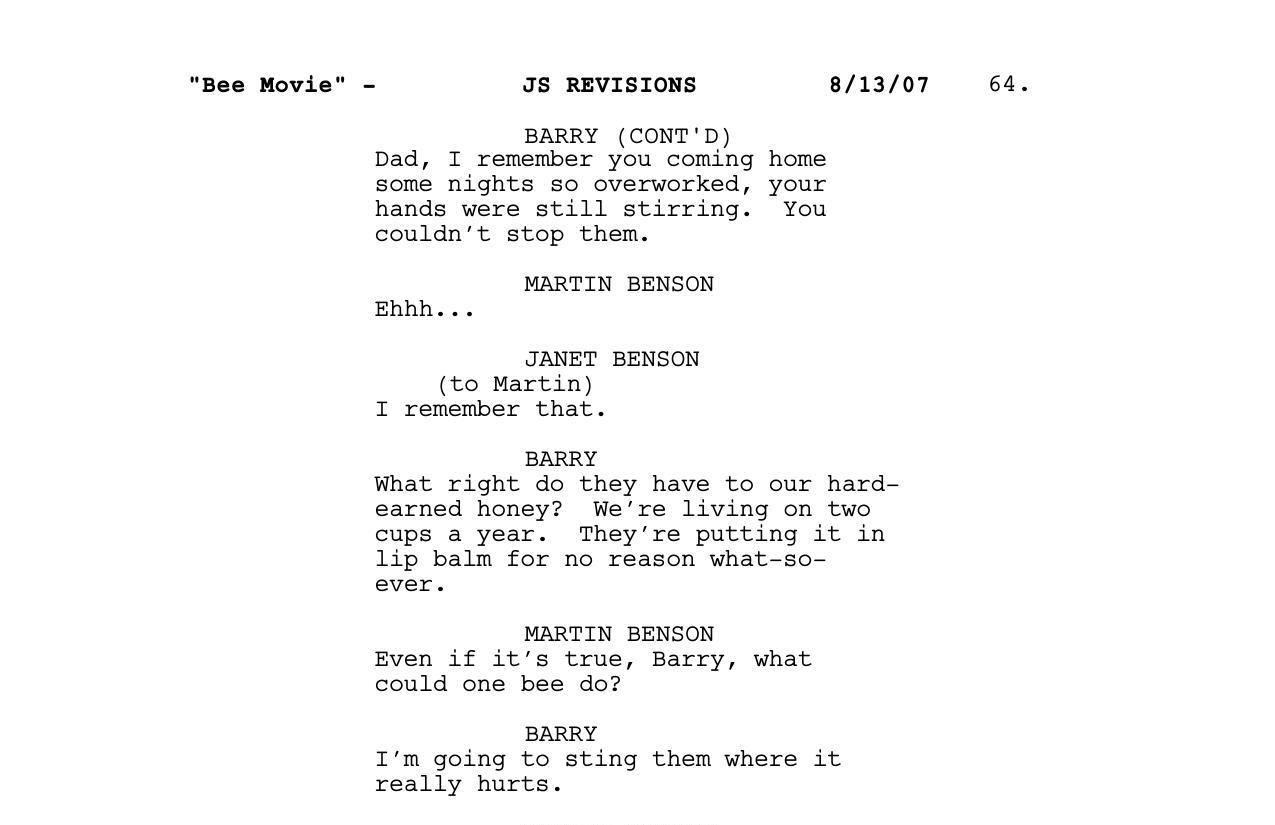 "Bee Movie" - JS REVISIONS 8/13/07 64.
BARRY (CONT'D)
Dad, I remember you coming home
some nights so overworked, your
hands were still stirring.  You
couldn’t stop them.
MARTIN BENSON
Ehhh...
JANET BENSON
(to Martin)
I remember that.
BARRY
What right do they have to our hard-
earned honey?  We’re living on two
cups a year.  They’re putting it in
lip balm for no reason what-so-
ever.
MARTIN BENSON
Even if it’s true, Barry, what
could one bee do?
BARRY
I’m going to sting them where it
really hurts.